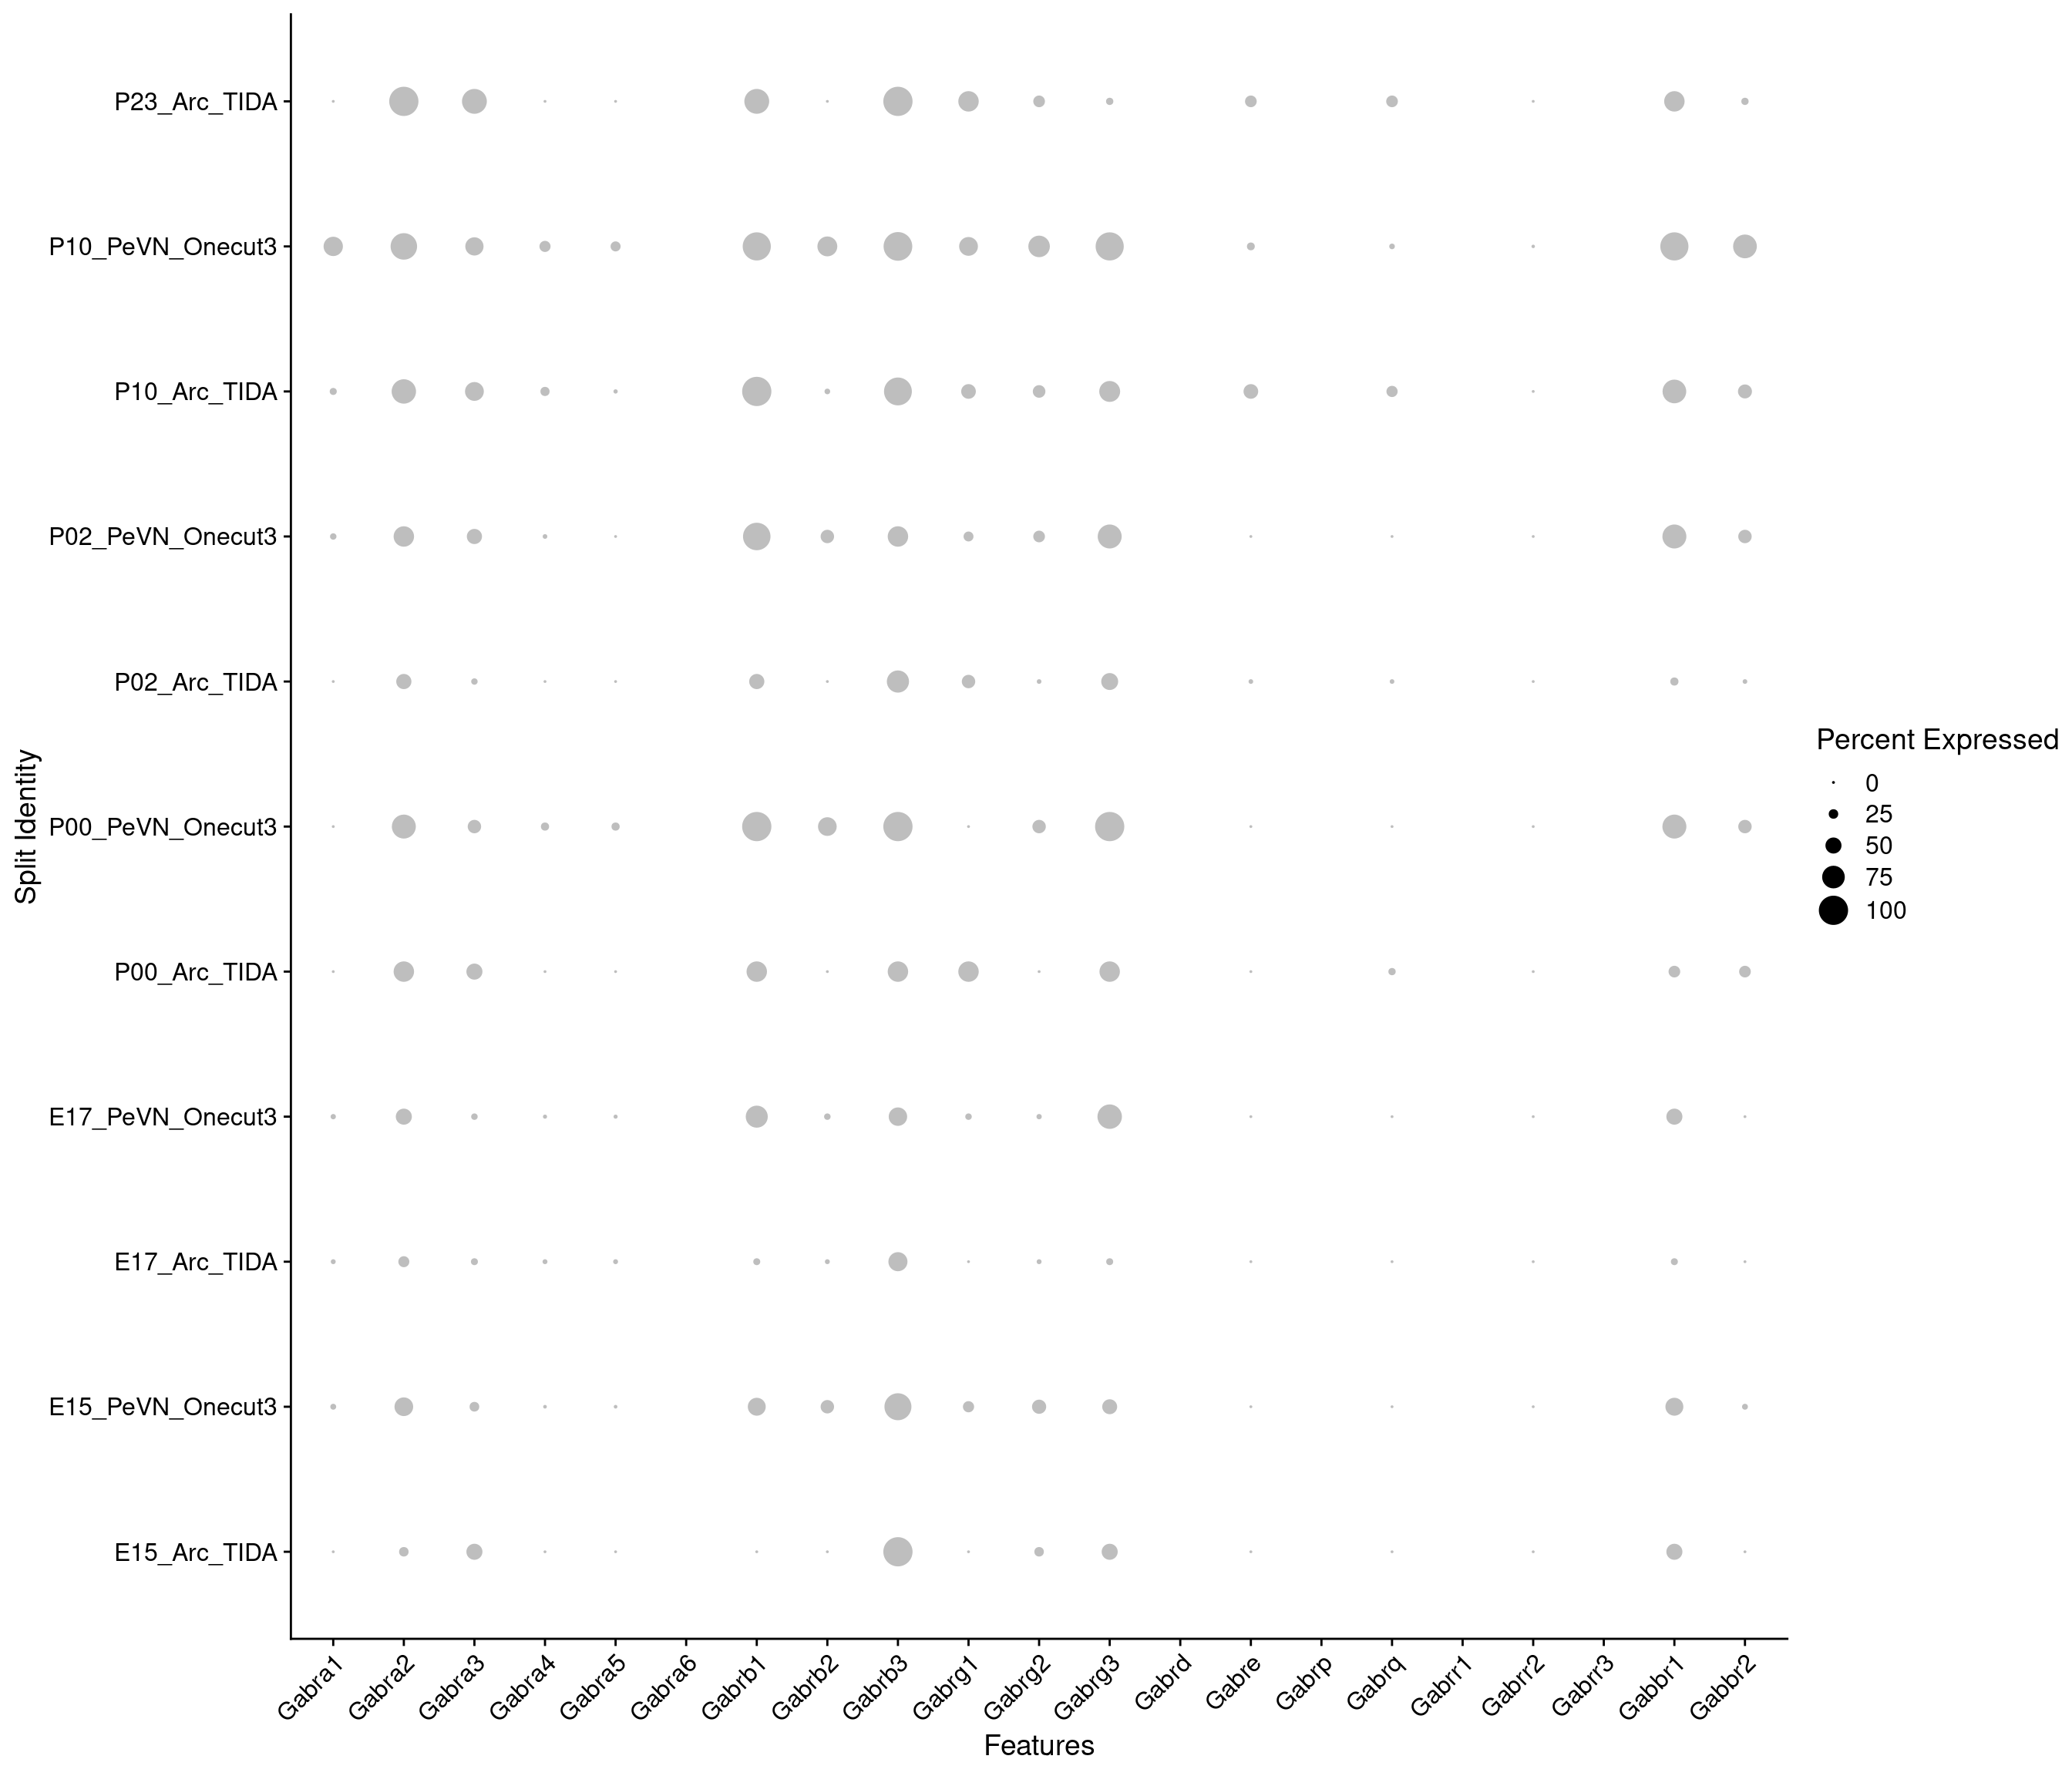 P23_Arc_TIDA
P10_PeVN_Onecut3
P10_Arc_TIDA
P02_PeVN_Onecut3
P02_Arc_TIDA
P00_PeVN_Onecut3
P00_Arc_TIDA
E17_PeVN_Onecut3
E17_Arc_TIDA
E15_PeVN_Onecut3
E15_Arc_TIDA
Split Identity
Gabra1
Gabra2
Gabra3
Gabra4
Gabra5
Gabra6
Gabrb1
Gabrb2
Gabrb3
Gabrg1
Gabrg2
Gabrg3
Gabrd
Gabre
Gabrp
Gabrq
Gabrr1
Gabrr2
Gabrr3
Gabbr1
Gabbr2
Features
Percent Expressed
0
25
50
75
100